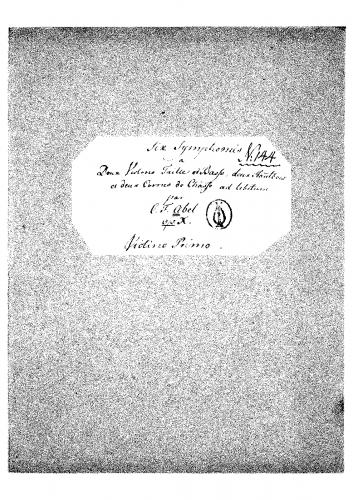 Six Symphonies N. 144
a
Deux Violons Taille et Basse, deux Hautbois
et deux Cornes de Chasse ad libitum
par
C. F. Abel
op. X.
Violino Primo.